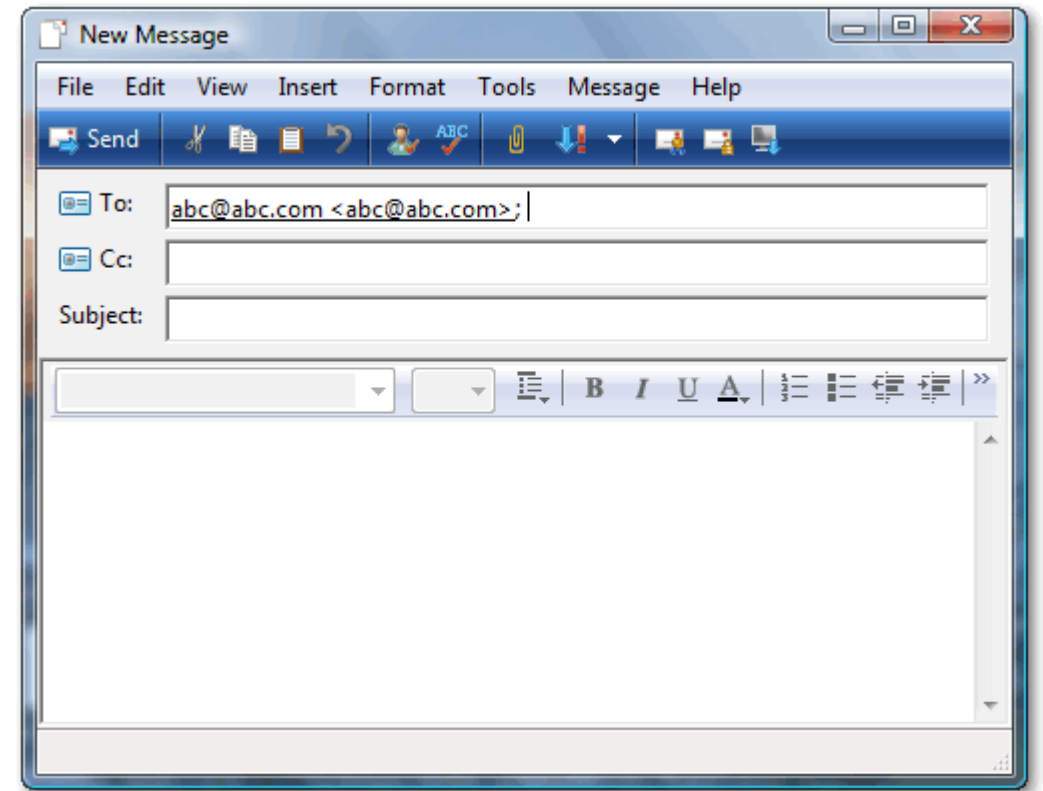 New Message
File Edit View Insert Format Tools Message Help
Send ABC
To: abc@abc.com <abc@abc.com>;
Cc:
Subject:
B I U A